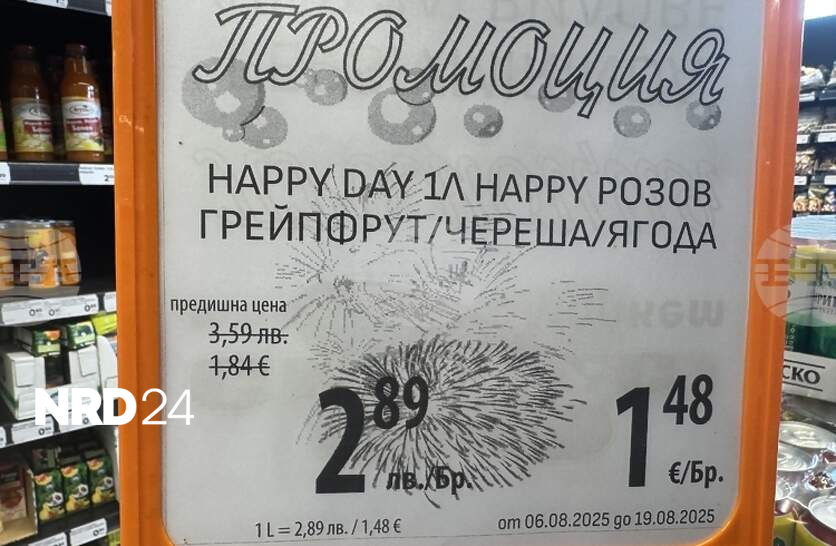 ПРОМОЦИЯ
HAPPY DAY 1Л HAPPY РОЗОВ
ГРЕЙПФРУТ/ЧЕРЕША/ЯГОДА
предишна цена
3,59 лв.
1,84 €
2 89
лв./Бр.
1 48
€/Бр.
1 L = 2,89 лв. / 1,48 €
от 06.08.2025 до 19.08.2025
NRD24
СКО